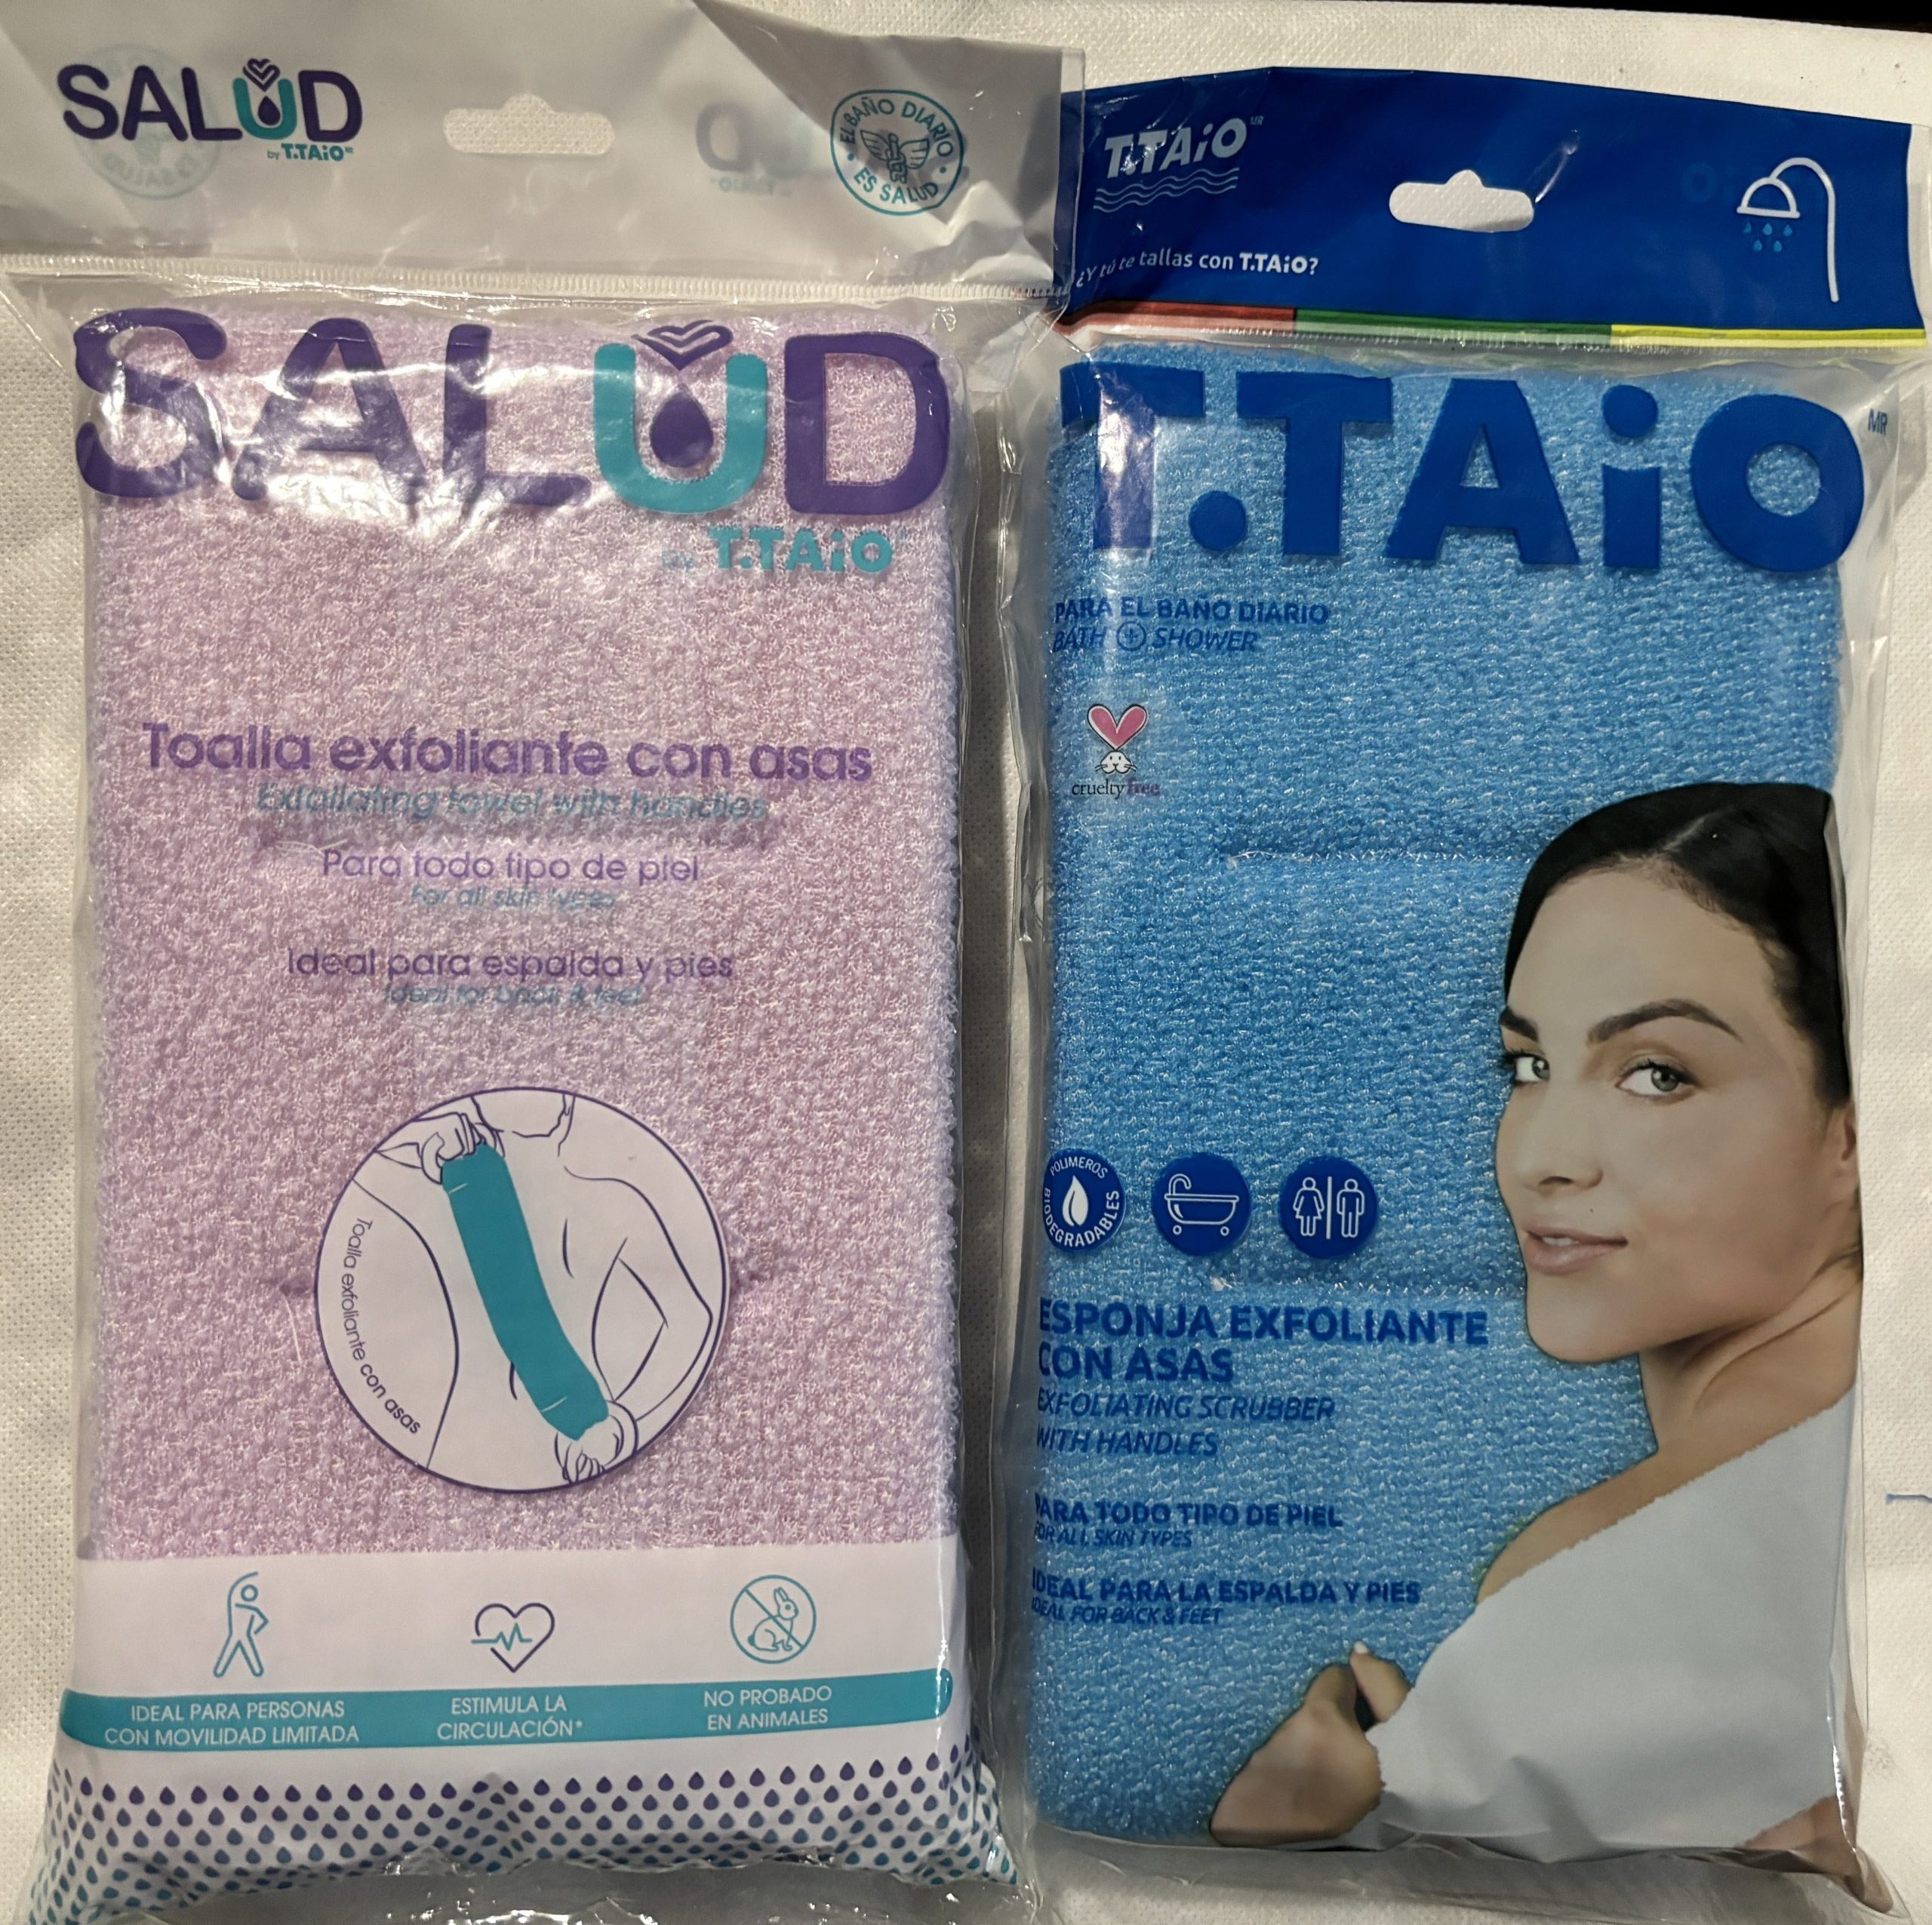 SALUD
by T.TAiO MR
EL BAÑO DIARIO
ES SALUD
SALUD
by T.TAiO
Toalla exfoliante con asas
Exfoliating towel with handles
Para todo tipo de piel
For all skin types
Ideal para espalda y pies
Ideal for back & feet
Toalla exfoliante con asas
IDEAL PARA PERSONAS
CON MOVILIDAD LIMITADA
ESTIMULA LA
CIRCULACIÓN*
NO PROBADO
EN ANIMALES
T.TAiO MR
¿Y tú te tallas con T.TAiO?
T.TAiO MR
PARA EL BAÑO DIARIO
BATH + SHOWER
crueltyfree
POLIMEROS
BIODEGRADABLES
ESPONJA EXFOLIANTE
CON ASAS
EXFOLIATING SCRUBBER
WITH HANDLES
PARA TODO TIPO DE PIEL
FOR ALL SKIN TYPES
IDEAL PARA LA ESPALDA Y PIES
IDEAL FOR BACK & FEET